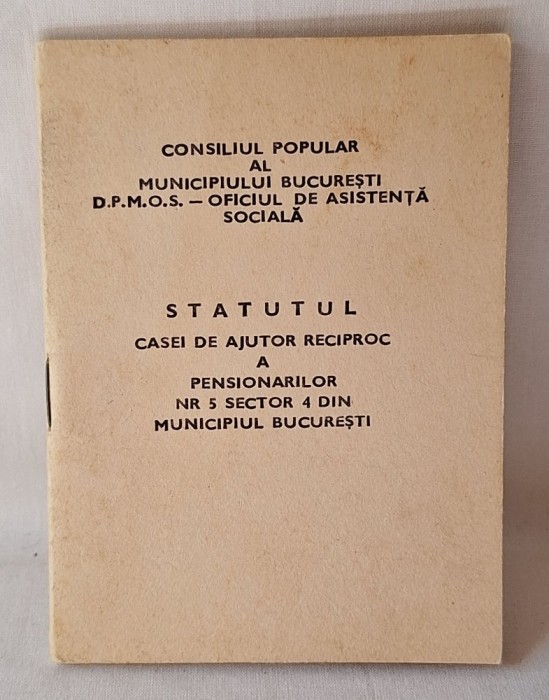 CONSILIUL POPULAR
AL
MUNICIPIULUI BUCUREȘTI
D.P.M.O.S. — OFICIUL DE ASISTENȚĂ
SOCIALĂ
STATUTUL
CASEI DE AJUTOR RECIPROC
A
PENSIONARILOR
NR 5 SECTOR 4 DIN
MUNICIPIUL BUCUREȘTI